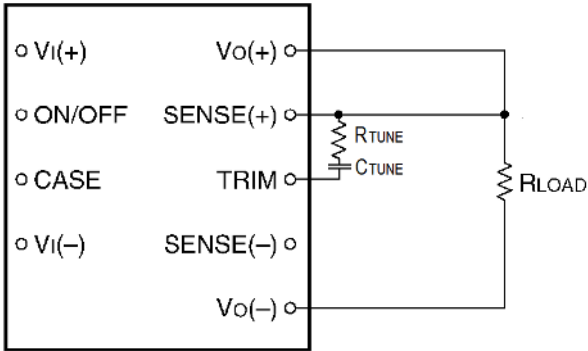 VI(+) VO(+)
ON/OFF SENSE(+)
RTUNE
CTUNE
CASE TRIM
RLOAD
VI(–) SENSE(–)
VO(–)